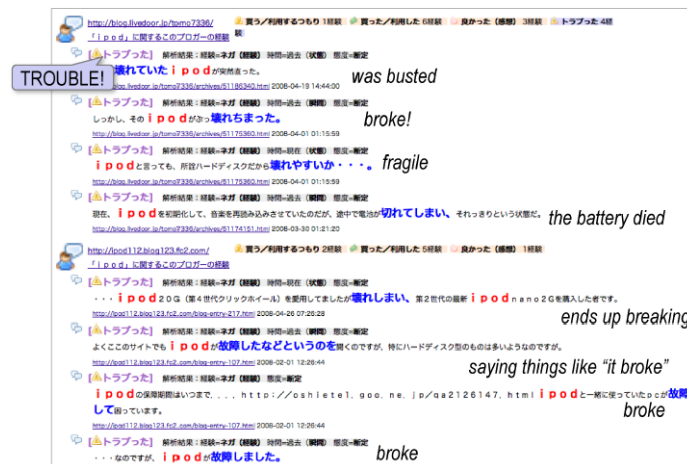 http://blog.livedoor.jp/tomo7336/ 買う／利用するつもり 1経験 買った／利用した 6経験 良かった（感想） 3経験 トラブった 4経験
「ｉｐｏｄ」に関するこのブロガーの経験
[トラブった] 解析結果：経験=ネガ（経験） 時間=過去（状態） 態度=断定
TROUBLE!
壊れていたｉｐｏｄが突然直った。
was busted
http://blog.livedoor.jp/tomo7336/archives/51186340.html 2008-04-19 14:44:00
[トラブった] 解析結果：経験=ネガ（経験） 時間=過去（瞬間） 態度=断定
しっかし、そのｉｐｏｄがぶっ壊れちまった。
broke!
http://blog.livedoor.jp/tomo7336/archives/51175360.html 2008-04-01 01:15:59
[トラブった] 解析結果：経験=ネガ（経験） 時間=現在（状態） 態度=断定
ｉｐｏｄと言っても、所詮ハードディスクだから壊れやすいか・・・。
fragile
http://blog.livedoor.jp/tomo7336/archives/51175360.html 2008-04-01 01:15:59
[トラブった] 解析結果：経験=ネガ（経験） 時間=過去（瞬間） 態度=断定
現在、ｉｐｏｄを初期化して、音楽を再読み込みさせていたのだが、途中で電池が切れてしまい、それっきりという状態だ。
the battery died
http://blog.livedoor.jp/tomo7336/archives/51174151.html 2008-03-30 01:21:20
http://ipod112.blog123.fc2.com/ 買う／利用するつもり 2経験 買った／利用した 5経験 良かった（感想） 1経験
「ｉｐｏｄ」に関するこのブロガーの経験
[トラブった] 解析結果：経験=ネガ（経験） 時間=現在（状態） 態度=断定
・・・ｉｐｏｄ２０Ｇ（第４世代クリックホイール）を愛用してましたが壊れしまい、第２世代の最新ｉｐｏｄｎａｎｏ２Ｇを購入した者です。
http://ipod112.blog123.fc2.com/blog-entry-217.html 2008-04-26 07:26:28
ends up breaking
[トラブった] 解析結果：経験=ネガ（経験） 時間=過去（瞬間） 態度=断定
よくここのサイトでもｉｐｏｄが故障したなどというのを聞くのですが、特にハードディスク型のものは多いようなのですが。
http://ipod112.blog123.fc2.com/blog-entry-107.html 2008-02-01 12:26:44
saying things like “it broke”
[トラブった] 解析結果：経験=ネガ（経験） 態度=断定
ｉｐｏｄの保障期間はいつまで．．．ｈｔｔｐ：／／ｏｓｈｉｅｔｅ１．ｇｏｏ．ｎｅ．ｊｐ／ｑａ２１２６１４７．ｈｔｍｌ ｉｐｏｄと一緒に使っていたｐｃが故障
して困っています。
broke
http://ipod112.blog123.fc2.com/blog-entry-107.html 2008-02-01 12:26:44
[トラブった] 解析結果：経験=ネガ（経験） 時間=過去（瞬間） 態度=断定
・・・なのですが、ｉｐｏｄが故障しました。
broke